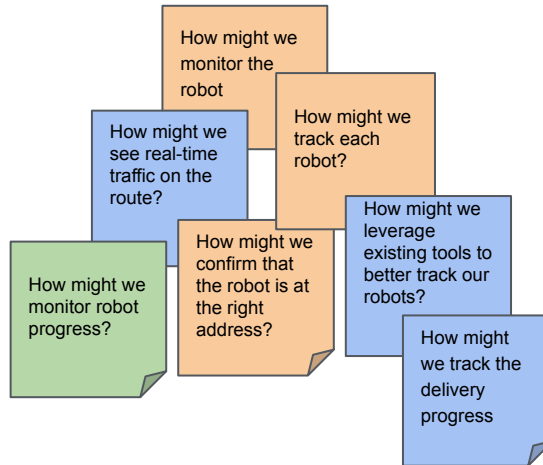 How might we
monitor the
robot
How might we
track each
robot?
How might we
see real-time
traffic on the
route?
How might we
leverage
existing tools to
better track our
robots?
How might we
confirm that
the robot is at
the right
address?
How might we
monitor robot
progress?
How might
we track the
delivery
progress